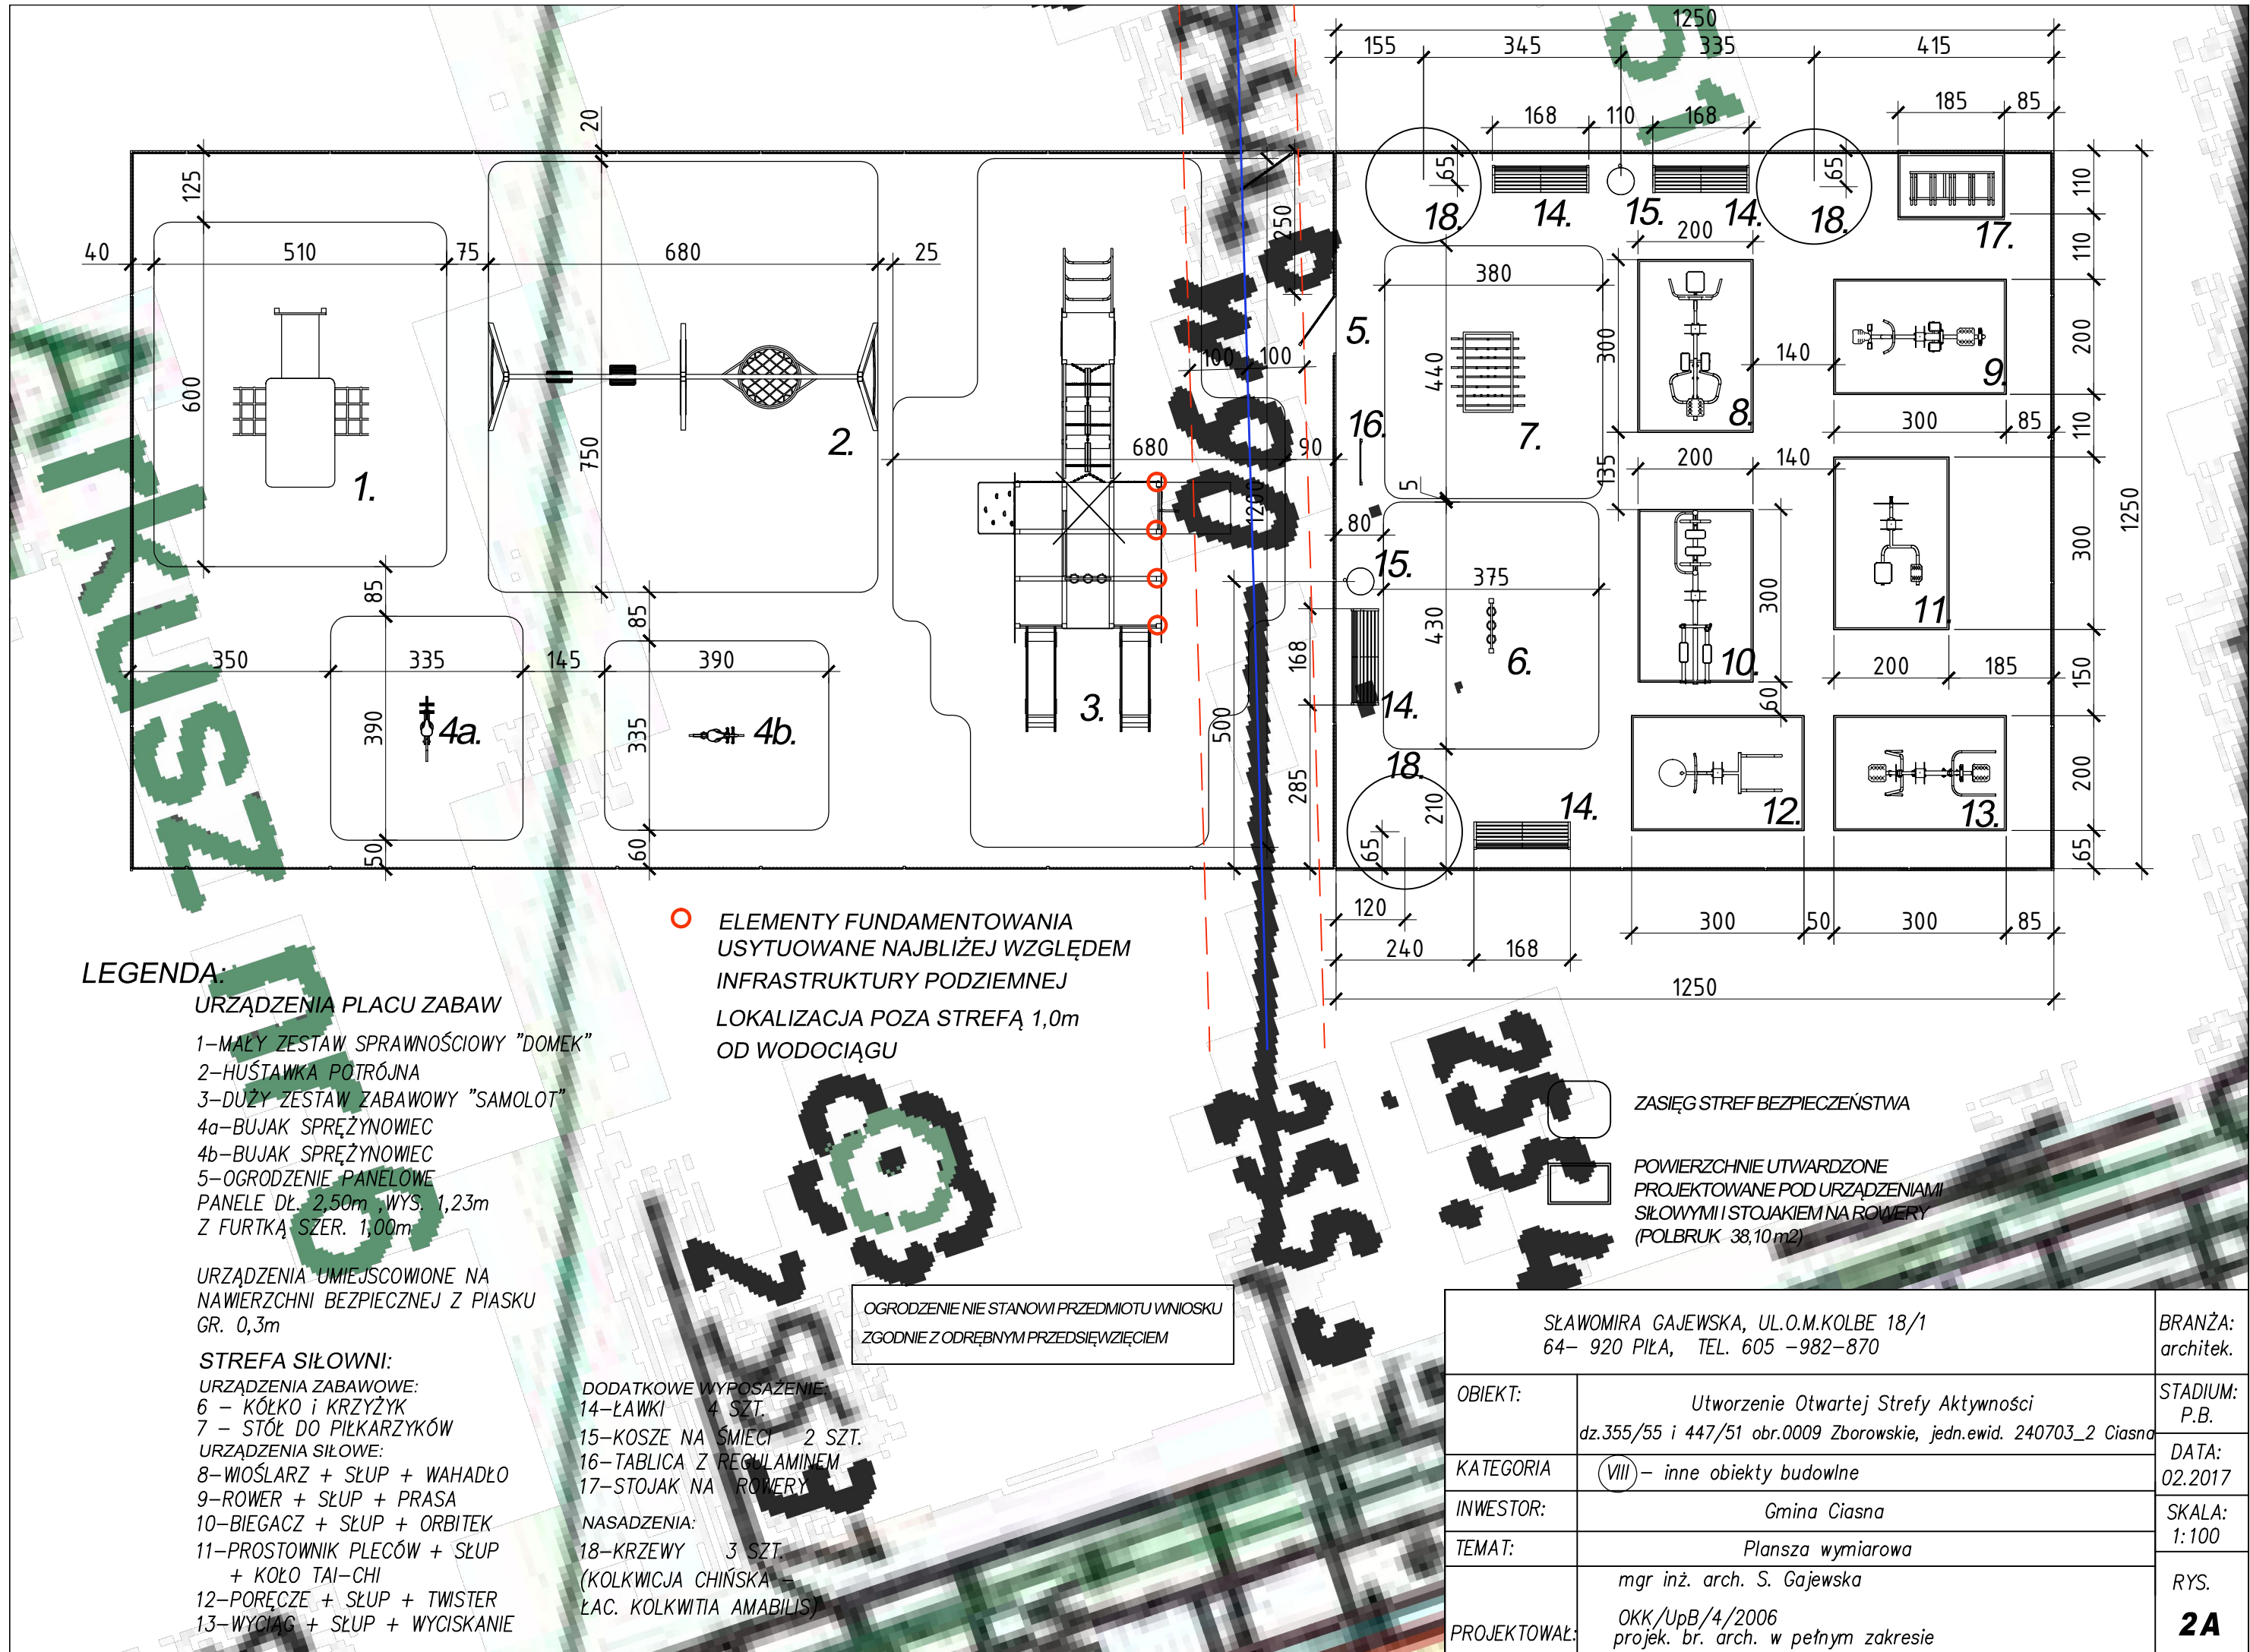 1250
155 345 335 415
168 110 168 185 85
20
125
65 65
110
40 510 75 680 25
250
18. 14. 15. 14. 18. 17.
200
110
380
600
5.
300
140
9.
200
100 100
440
8.
300 85
110
16.
7.
2.
680 90
1.
750
135
200 140
5
1200
80
15.
375
300
300
1250
11.
85
85
430
168
6.
10.
200 185
150
350 335 145 390
60
3.
14.
390
4a.
335
4b.
500
18.
285
210
14.
12.
13.
200
65
50
60
65
120
300 50 300 85
240 168
1250
ELEMENTY FUNDAMENTOWANIA
USYTUOWANE NAJBLIŻEJ WZGLĘDEM
INFRASTRUKTURY PODZIEMNEJ
LOKALIZACJA POZA STREFĄ 1,0m
OD WODOCIĄGU
LEGENDA:
URZĄDZENIA PLACU ZABAW
1-MAŁY ZESTAW SPRAWNOŚCIOWY "DOMEK"
2-HUŚTAWKA POTRÓJNA
3-DUŻY ZESTAW ZABAWOWY "SAMOLOT"
4a-BUJAK SPRĘŻYNOWIEC
4b-BUJAK SPRĘŻYNOWIEC
5-OGRODZENIE PANELOWE
PANELE DŁ. 2,50m ,WYS. 1,23m
Z FURTKĄ SZER. 1,00m
URZĄDZENIA UMIEJSCOWIONE NA
NAWIERZCHNI BEZPIECZNEJ Z PIASKU
GR. 0,3m
STREFA SIŁOWNI:
URZĄDZENIA ZABAWOWE:
6 - KÓŁKO i KRZYŻYK
7 - STÓŁ DO PIŁKARZYKÓW
URZĄDZENIA SIŁOWE:
8-WIOŚLARZ + SŁUP + WAHADŁO
9-ROWER + SŁUP + PRASA
10-BIEGACZ + SŁUP + ORBITEK
11-PROSTOWNIK PLECÓW + SŁUP
+ KOŁO TAI-CHI
12-PORĘCZE + SŁUP + TWISTER
13-WYCIĄG + SŁUP + WYCISKANIE
DODATKOWE WYPOSAŻENIE:
14-ŁAWKI 4 SZT.
15-KOSZE NA ŚMIECI 2 SZT.
16-TABLICA Z REGULAMINEM
17-STOJAK NA ROWERY
NASADZENIA:
18-KRZEWY 3 SZT.
(KOLKWICJA CHIŃSKA -
ŁAC. KOLKWITIA AMABILIS)
OGRODZENIE NIE STANOWI PRZEDMIOTU WNIOSKU
ZGODNIE Z ODRĘBNYM PRZEDSIĘWZIĘCIEM
ZASIĘG STREF BEZPIECZEŃSTWA
POWIERZCHNIE UTWARDZONE
PROJEKTOWANE POD URZĄDZENIAMI
SIŁOWYMI I STOJAKIEM NA ROWERY
(POLBRUK 38,10 m2)
SŁAWOMIRA GAJEWSKA, UL.O.M.KOLBE 18/1
64- 920 PIŁA, TEL. 605 -982-870
BRANŻA:
architek.
OBIEKT:
Utworzenie Otwartej Strefy Aktywności
dz.355/55 i 447/51 obr.0009 Zborowskie, jedn.ewid. 240703_2 Ciasna
STADIUM:
P.B.
KATEGORIA
VIII - inne obiekty budowlne
DATA:
02.2017
INWESTOR:
Gmina Ciasna
SKALA:
1:100
TEMAT:
Plansza wymiarowa
PROJEKTOWAŁ:
mgr inż. arch. S. Gajewska
OKK/UpB/4/2006
projek. br. arch. w pełnym zakresie
RYS.
2A